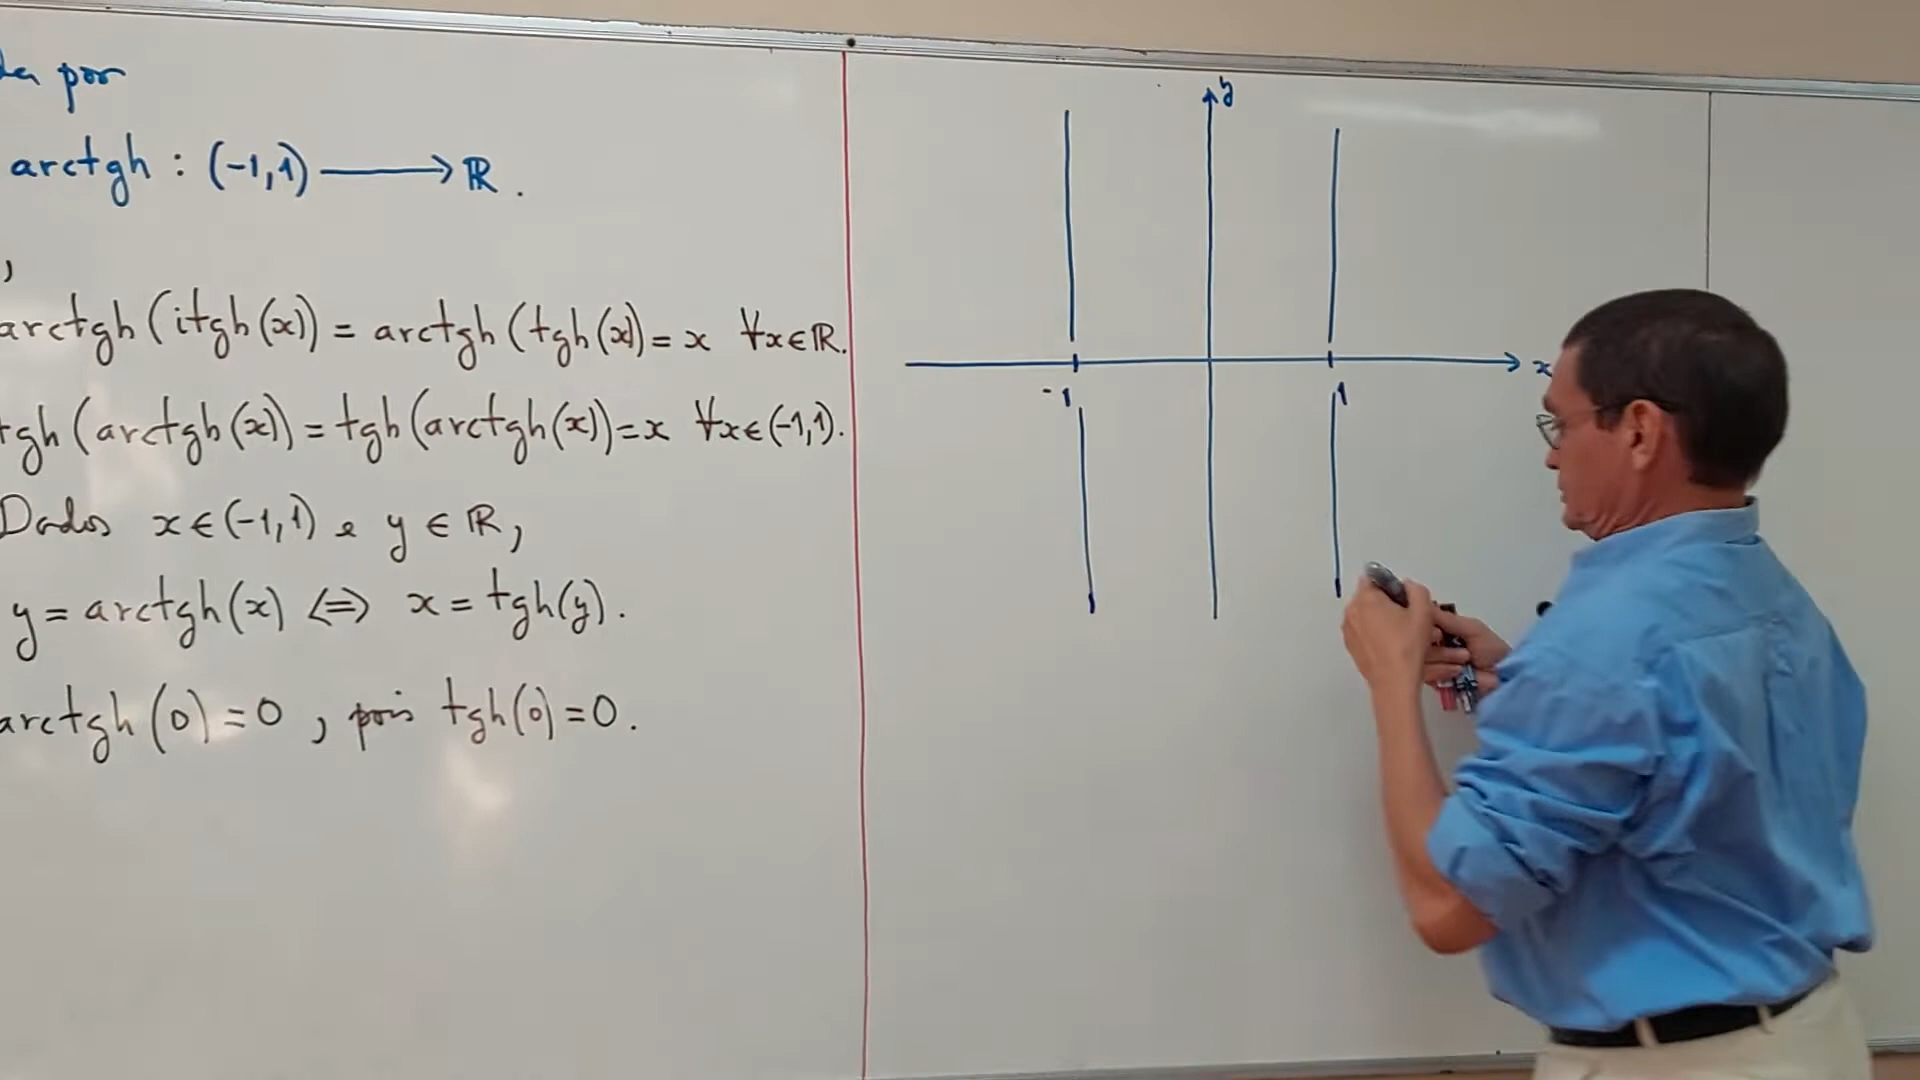 por
arctgh : (-1,1) ⟶ ℝ.
,
arctgh(itgh(x)) = arctgh(tgh(x) = x ∀x∈ℝ.
tgh(arctgh(x)) = tgh(arctgh(x)) = x ∀x∈(-1,1).
Dados x∈(-1,1) e y∈ℝ,
y = arctgh(x) ⇔ x = tgh(y).
arctgh(0) = 0, pois tgh(0) = 0.
y
x
-1
1